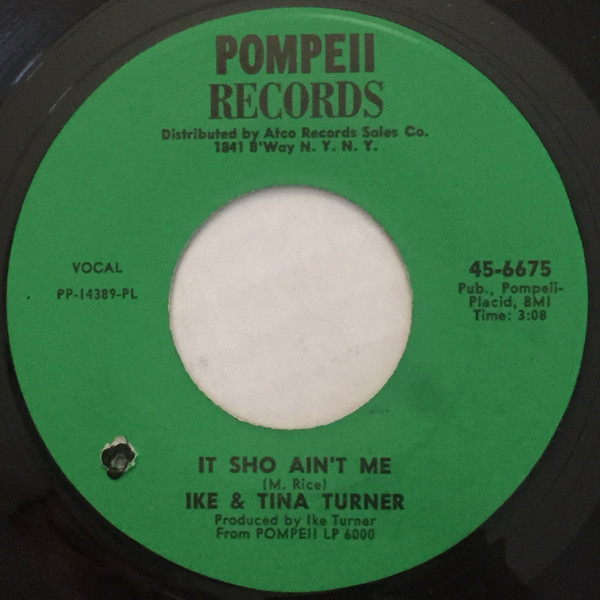 POMPEII
RECORDS
Distributed by Atco Records Sales Co.
1841 B'Way N. Y. N. Y.
VOCAL
PP-14389-PL
45-6675
Pub., Pompeii-
Placid, BMI
Time: 3:08
IT SHO AIN'T ME
(M. Rice)
IKE & TINA TURNER
Produced by Ike Turner
From POMPEII LP 6000